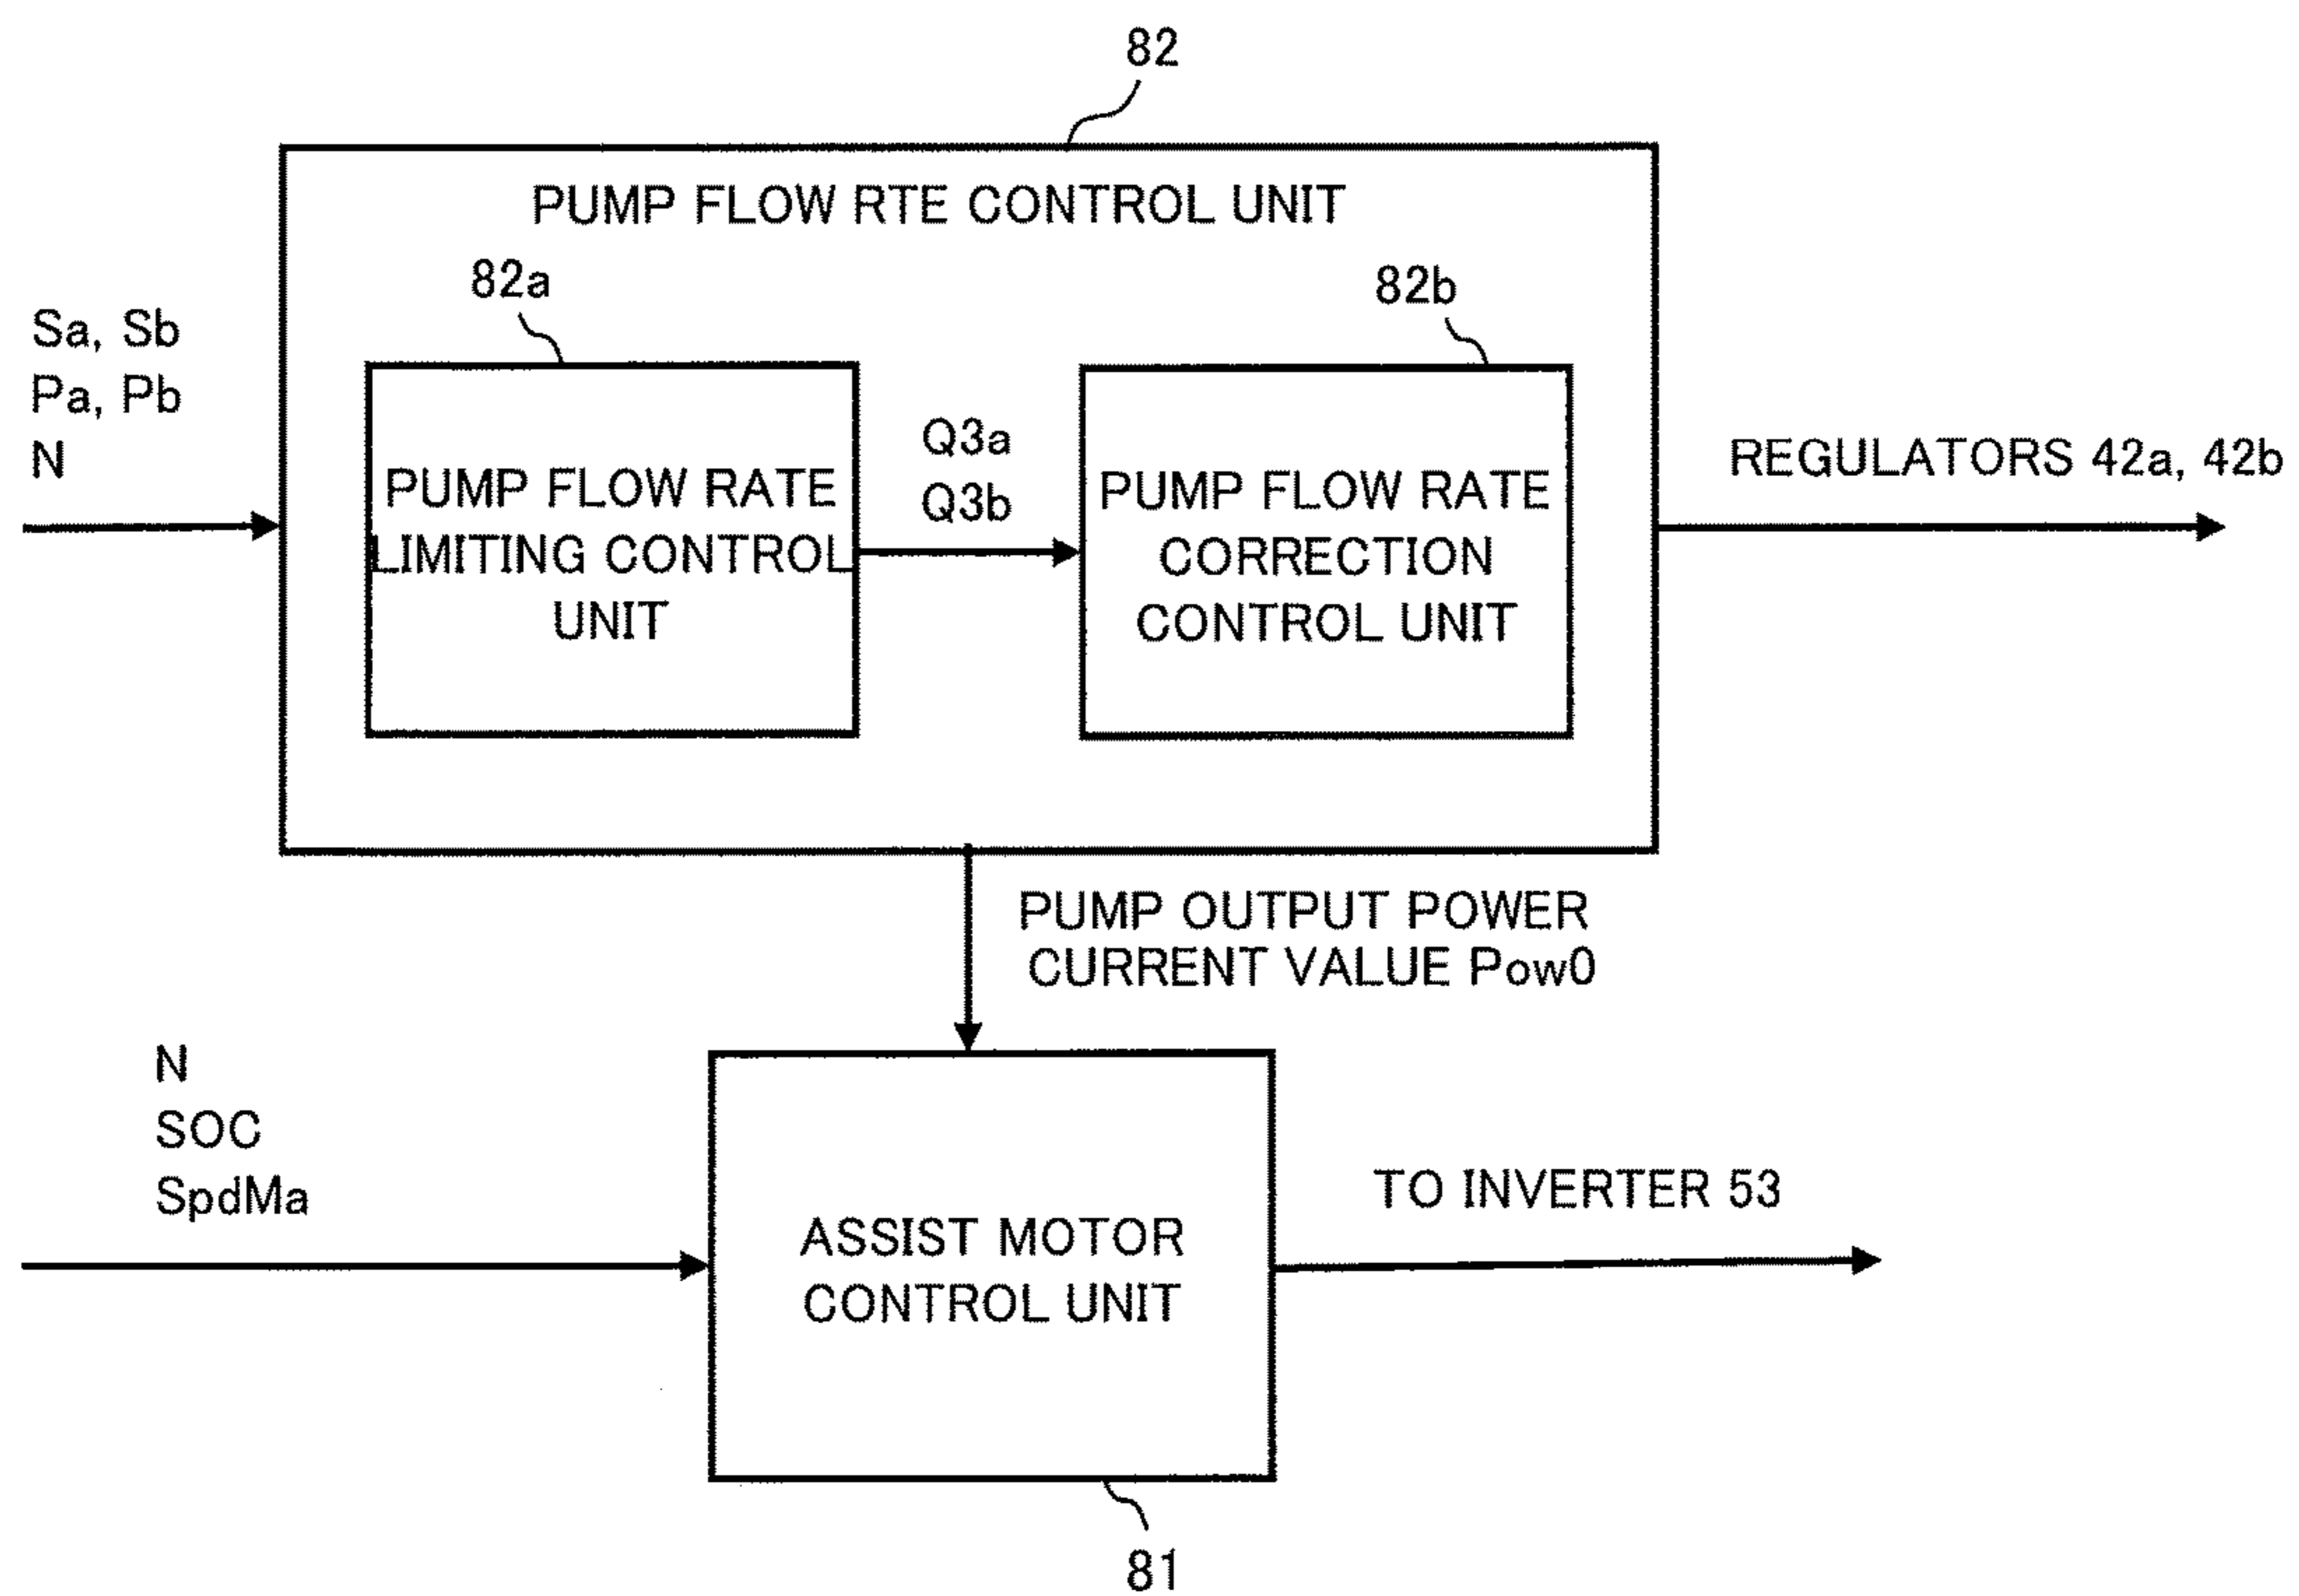 82
PUMP FLOW RTE CONTROL UNIT
82a
82b
Sa, Sb
Pa, Pb
N
PUMP FLOW RATE
LIMITING CONTROL
UNIT
Q3a
Q3b
PUMP FLOW RATE
CORRECTION
CONTROL UNIT
REGULATORS 42a, 42b
PUMP OUTPUT POWER
CURRENT VALUE Pow0
N
SOC
SpdMa
ASSIST MOTOR
CONTROL UNIT
TO INVERTER 53
81